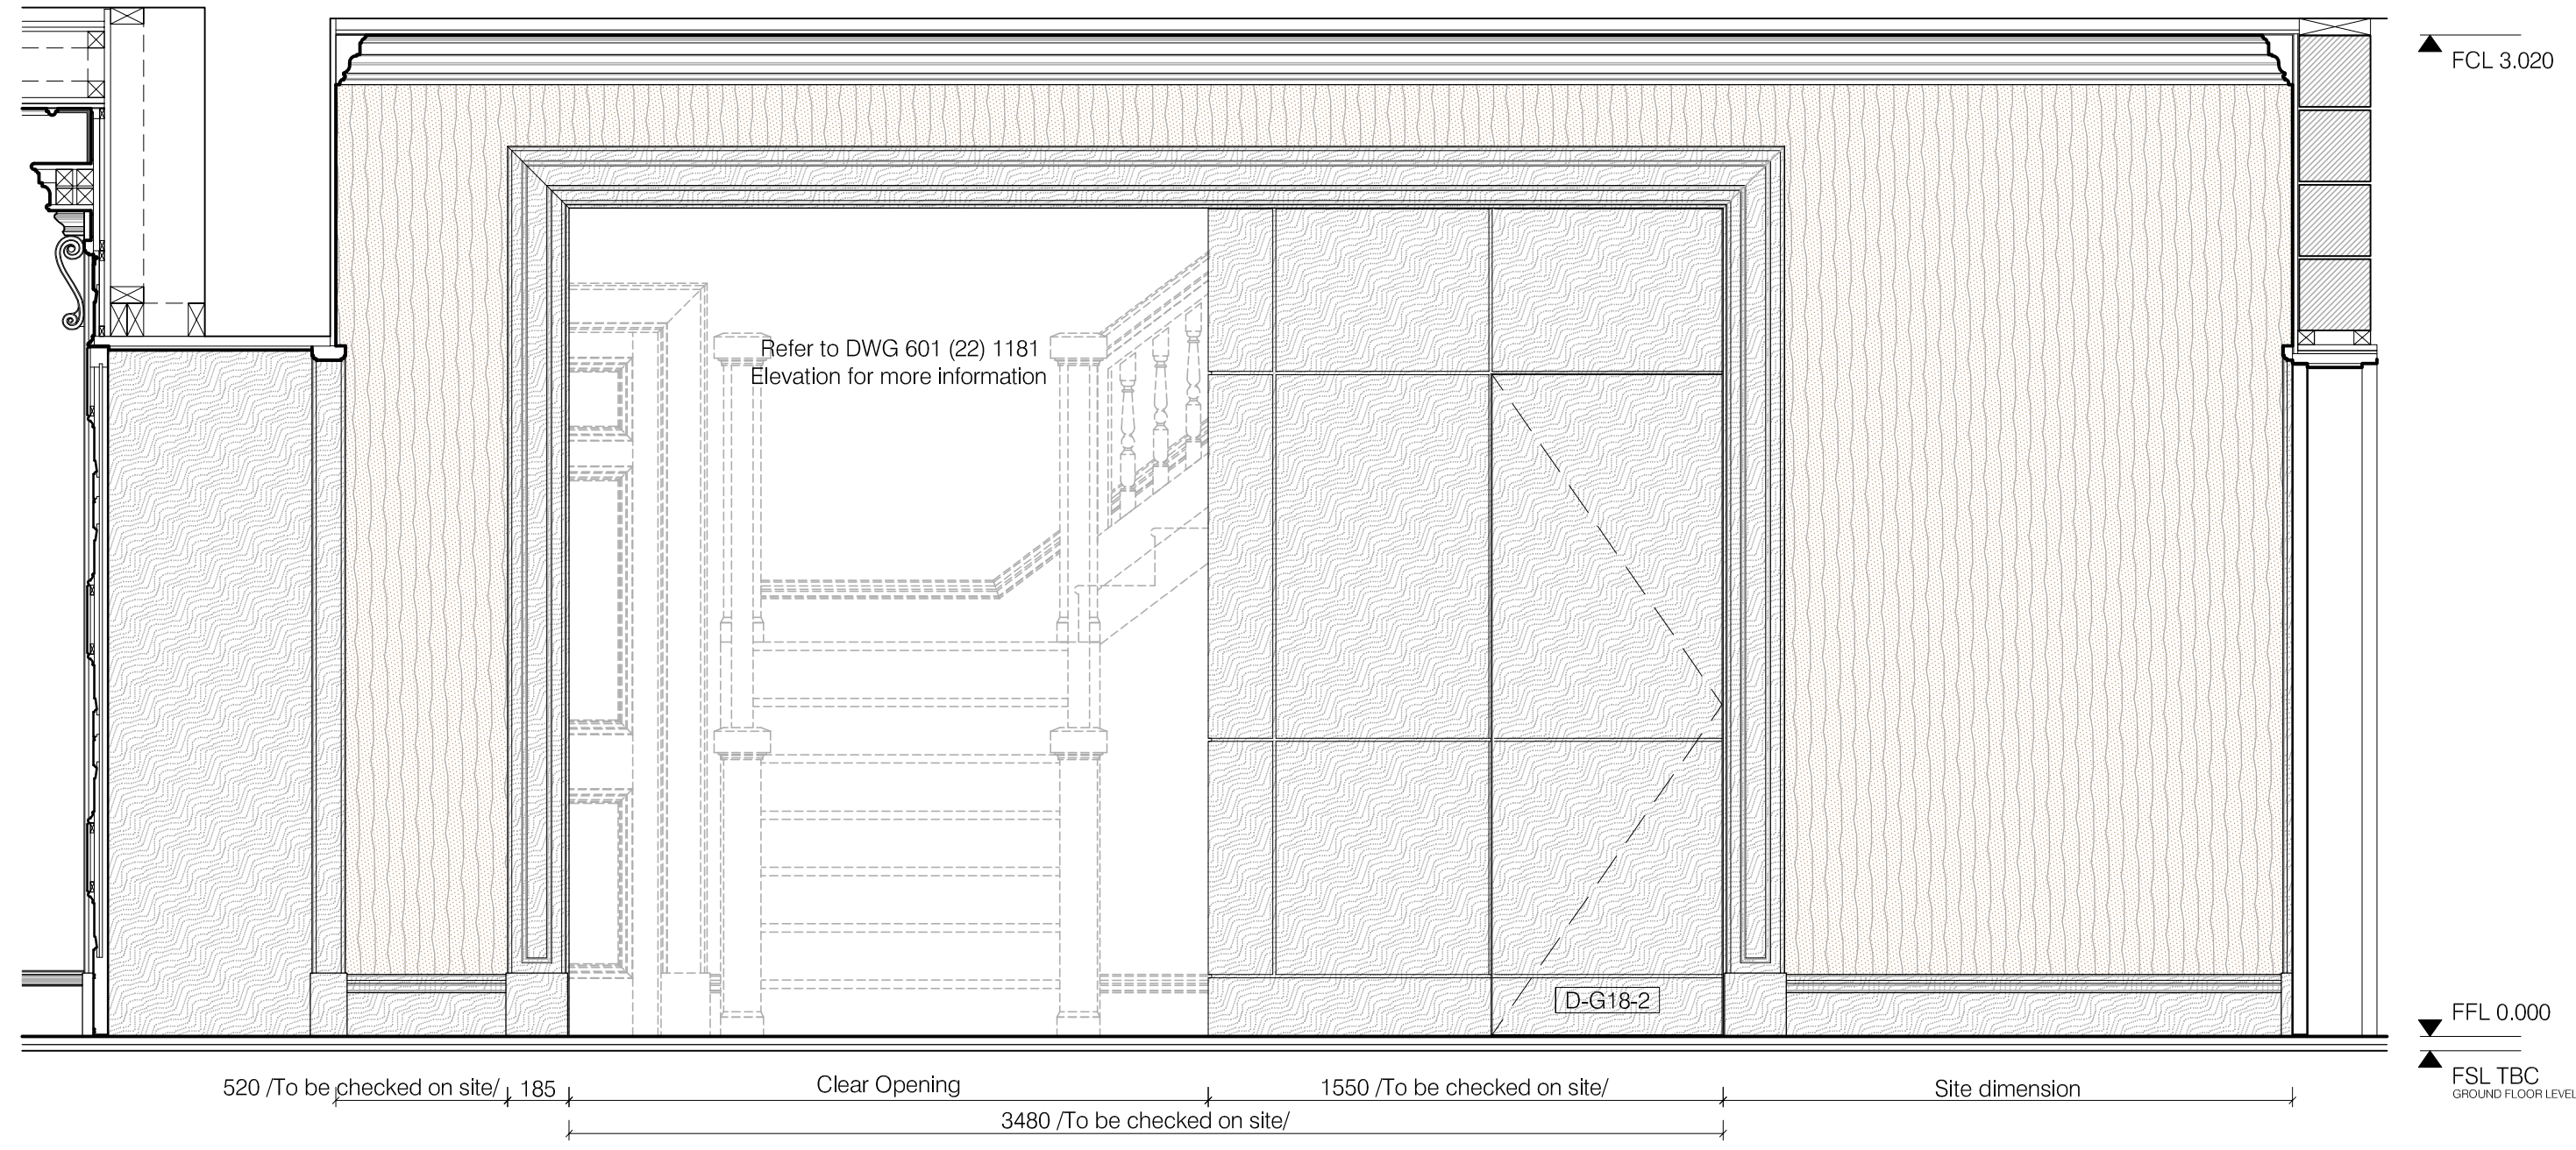 FCL 3.020
Refer to DWG 601 (22) 1181
Elevation for more information
D-G18-2
FFL 0.000
FSL TBC
GROUND FLOOR LEVEL
520 /To be checked on site/
185
Clear Opening
1550 /To be checked on site/
Site dimension
3480 /To be checked on site/